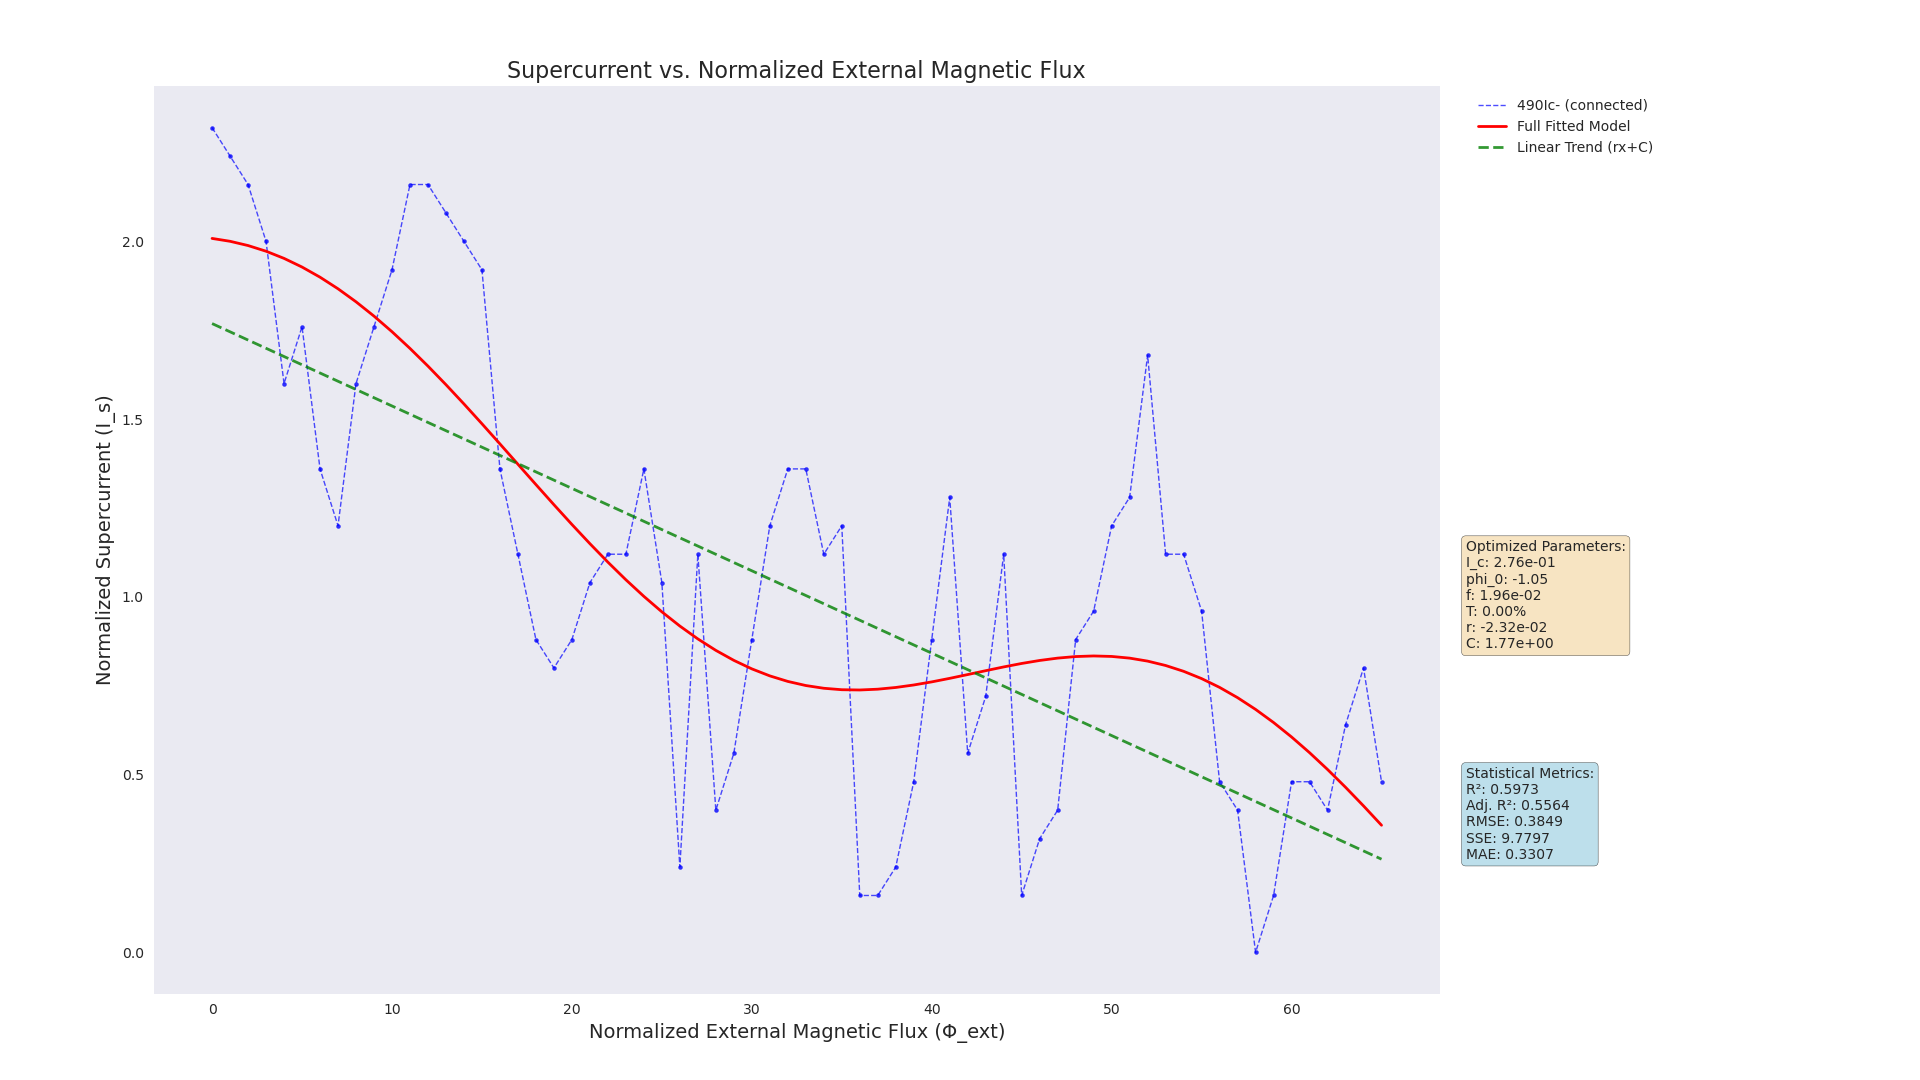 Supercurrent vs. Normalized External Magnetic Flux
490Ic- (connected)
Full Fitted Model
Linear Trend (rx+C)
Normalized Supercurrent (I_s)
2.0
1.5
1.0
0.5
0.0
0 10 20 30 40 50 60
Normalized External Magnetic Flux (Φ_ext)
Optimized Parameters:
I_c: 2.76e-01
phi_0: -1.05
f: 1.96e-02
T: 0.00%
r: -2.32e-02
C: 1.77e+00
Statistical Metrics:
R²: 0.5973
Adj. R²: 0.5564
RMSE: 0.3849
SSE: 9.7797
MAE: 0.3307